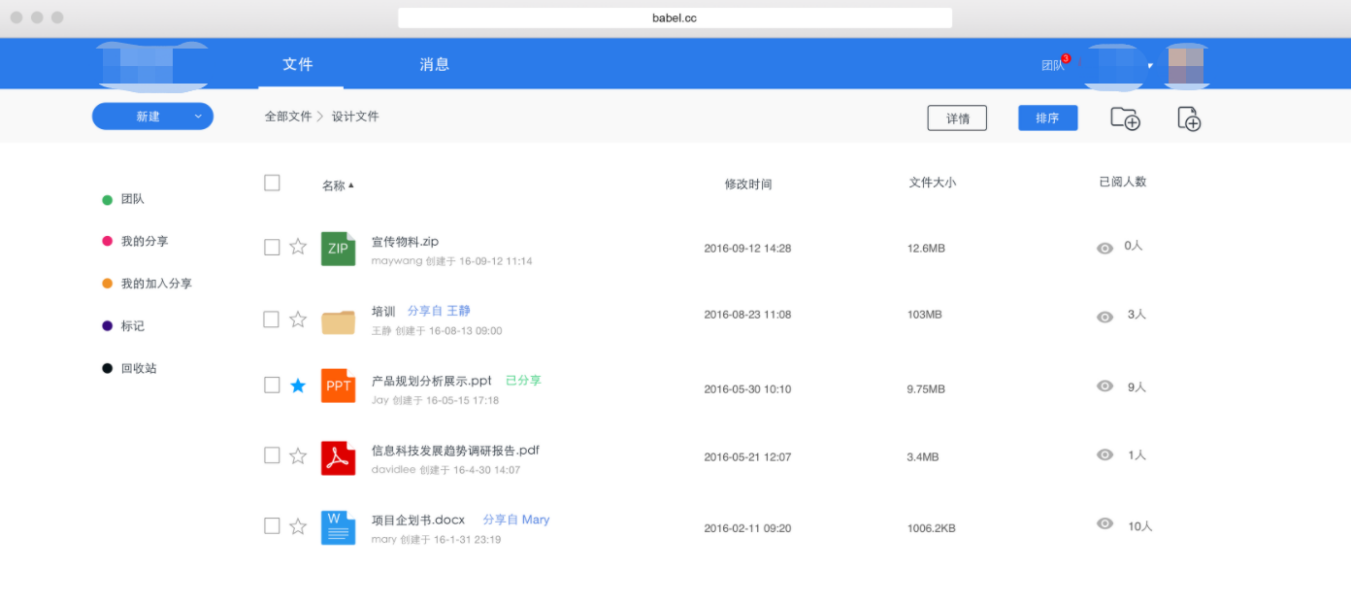 babel.cc
文件 消息 团队 3
新建 全部文件 > 设计文件 详情 排序
团队
我的分享
我的加入分享
标记
回收站
名称 修改时间 文件大小 已阅人数
ZIP 宣传物料.zip 2016-09-12 14:28 12.6MB 0人
maywang 创建于 16-09-12 11:14
培训 分享自 王静 2016-08-23 11:08 103MB 3人
王静 创建于 16-08-13 09:00
PPT 产品规划分析展示.ppt 已分享 2016-05-30 10:10 9.75MB 9人
Jay 创建于 16-05-15 17:18
信息科技发展趋势调研报告.pdf 2016-05-21 12:07 3.4MB 1人
davidlee 创建于 16-4-30 14:07
W 项目企划书.docx 分享自 Mary 2016-02-11 09:20 1006.2KB 10人
mary 创建于 16-1-31 23:19